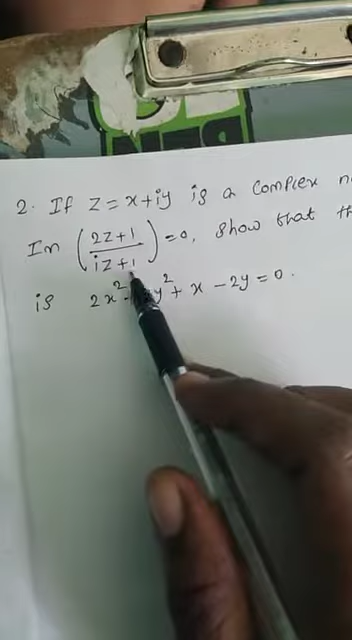 2. If z = x+iy is a complex n
Im (2z+1 / iz+1) = 0, show that th
is 2x² y² + x - 2y = 0.